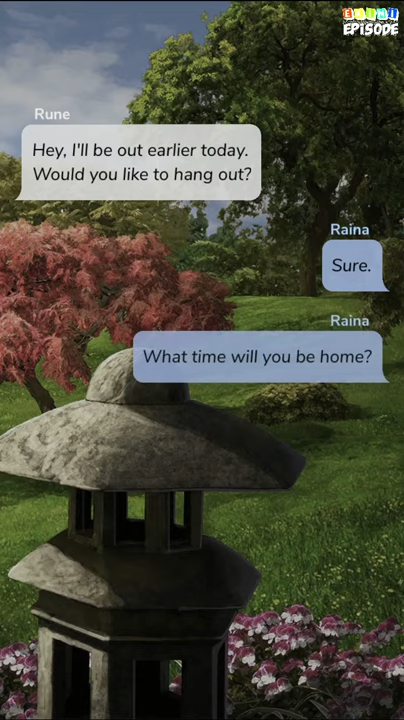 EJIMI
EPISODE
Rune
Hey, I'll be out earlier today.
Would you like to hang out?
Raina
Sure.
Raina
What time will you be home?